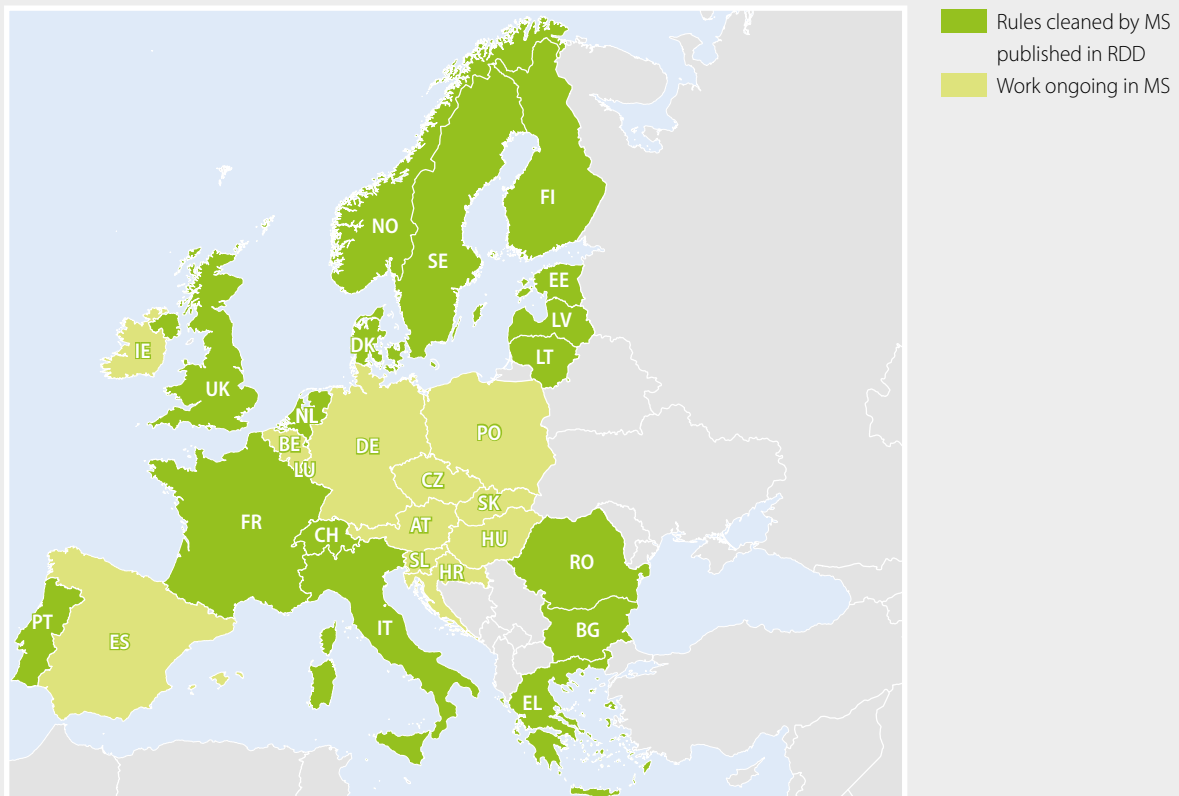 Rules cleaned by MS
published in RDD
Work ongoing in MS
FI
NO
SE
EE
LV
DK
LT
IE
UK
NL
PO
BE
DE
LU
CZ
SK
FR
AT
CH
HU
SL
RO
HR
PT
IT
BG
ES
EL